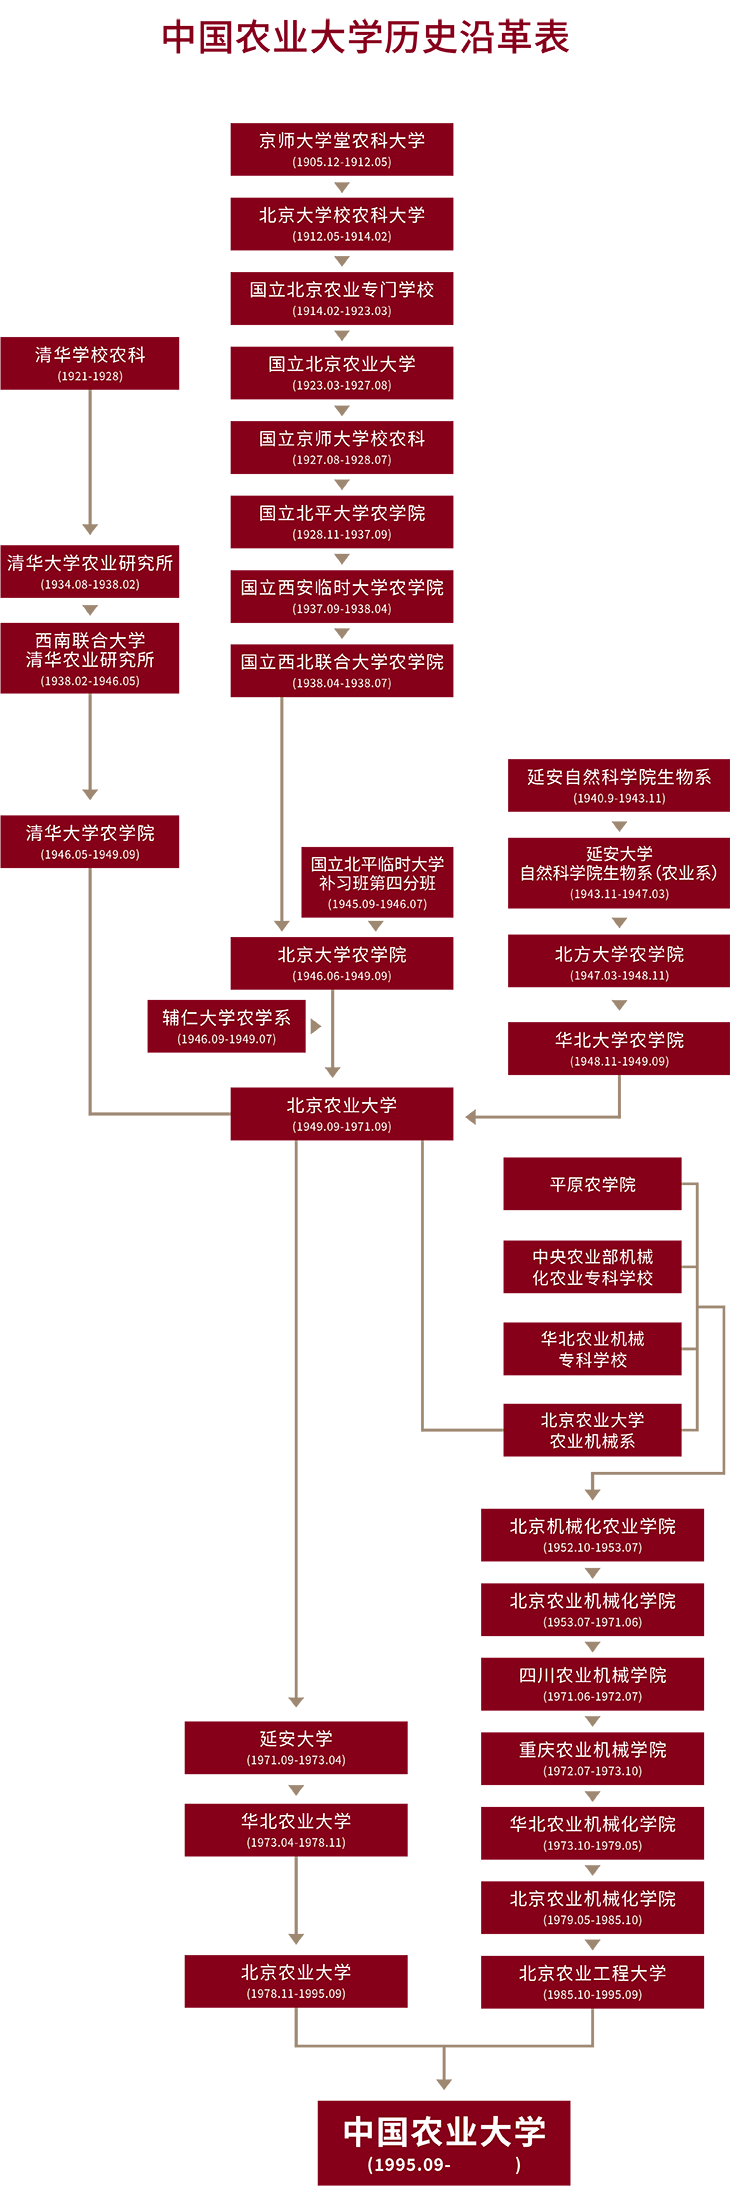 中国农业大学历史沿革表
京师大学堂农科大学
(1905.12-1912.05)
北京大学校农科大学
(1912.05-1914.02)
国立北京农业专门学校
(1914.02-1923.03)
清华学校农科
(1921-1928)
国立北京农业大学
(1923.03-1927.08)
国立京师大学校农科
(1927.08-1928.07)
国立北平大学农学院
(1928.11-1937.09)
清华大学农业研究所
(1934.08-1938.02)
国立西安临时大学农学院
(1937.09-1938.04)
西南联合大学
清华农业研究所
(1938.02-1946.05)
国立西北联合大学农学院
(1938.04-1938.07)
延安自然科学院生物系
(1940.9-1943.11)
清华大学农学院
(1946.05-1949.09)
国立北平临时大学
补习班第四分班
(1945.09-1946.07)
延安大学
自然科学院生物系(农业系)
(1943.11-1947.03)
北京大学农学院
(1946.06-1949.09)
北方大学农学院
(1947.03-1948.11)
辅仁大学农学系
(1946.09-1949.07)
华北大学农学院
(1948.11-1949.09)
北京农业大学
(1949.09-1971.09)
平原农学院
中央农业部机械
化农业专科学校
华北农业机械
专科学校
北京农业大学
农业机械系
北京机械化农业学院
(1952.10-1953.07)
北京农业机械化学院
(1953.07-1971.06)
四川农业机械学院
(1971.06-1972.07)
延安大学
(1971.09-1973.04)
重庆农业机械学院
(1972.07-1973.10)
华北农业大学
(1973.04-1978.11)
华北农业机械化学院
(1973.10-1979.05)
北京农业机械化学院
(1979.05-1985.10)
北京农业大学
(1978.11-1995.09)
北京农业工程大学
(1985.10-1995.09)
中国农业大学
(1995.09- )